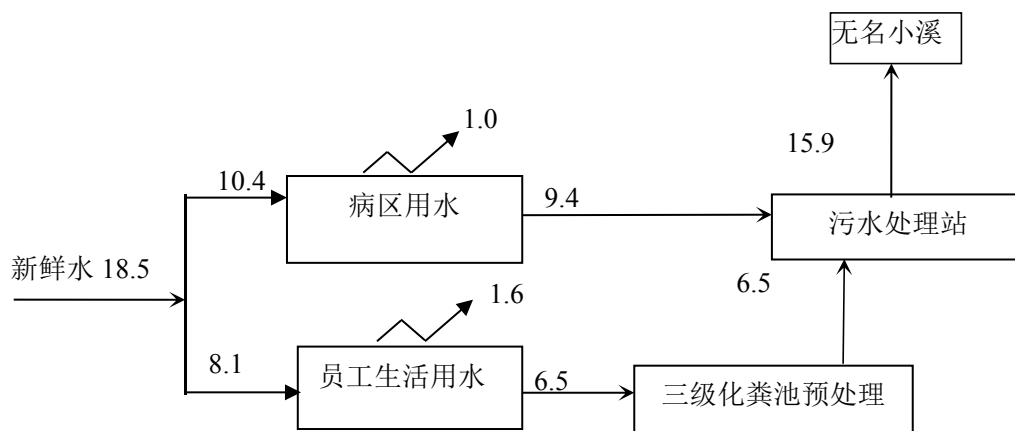 无名小溪
1.0
15.9
10.4
病区用水
9.4
污水处理站
新鲜水 18.5
6.5
1.6
8.1
员工生活用水
6.5
三级化粪池预处理